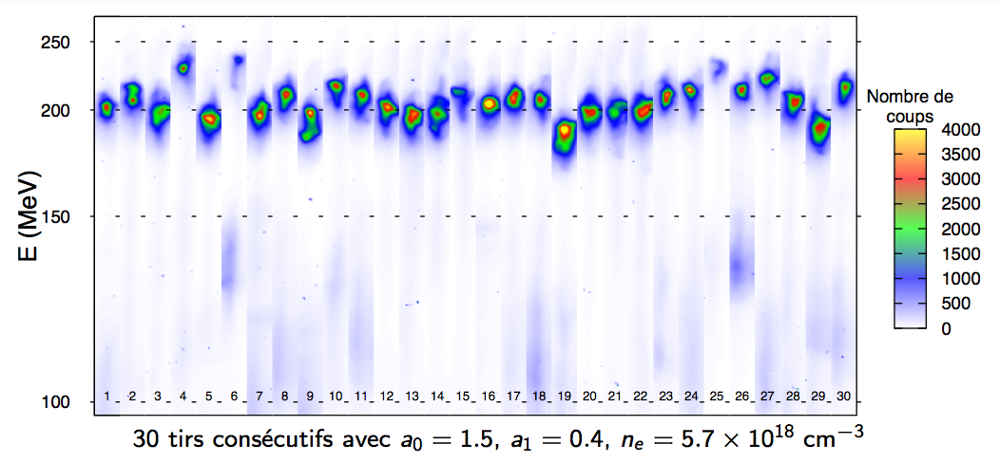 250
200
150
100
E (MeV)
1 2 3 4 5 6 7 8 9 10 11 12 13 14 15 16 17 18 19 20 21 22 23 24 25 26 27 28 29 30
Nombre de
coups
4000
3500
3000
2500
2000
1500
1000
500
0
30 tirs consécutifs avec a₀ = 1.5, a₁ = 0.4, nₑ = 5.7 × 10¹⁸ cm⁻³